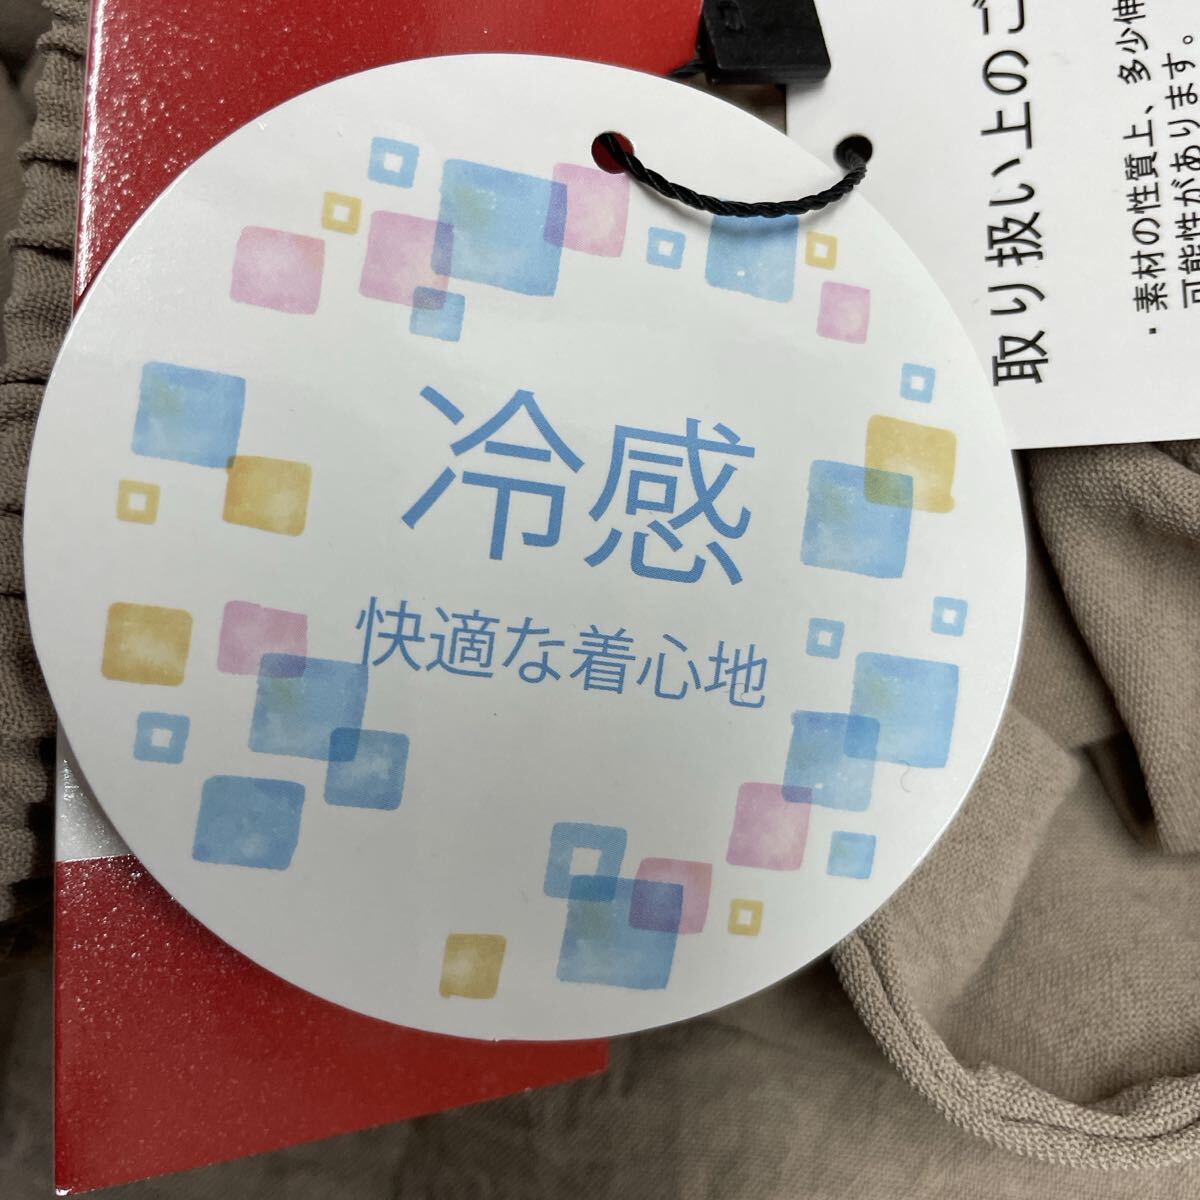 冷感
快適な着心地
取り扱い上のご
・素材の性質上、多少伸
可能性があります。